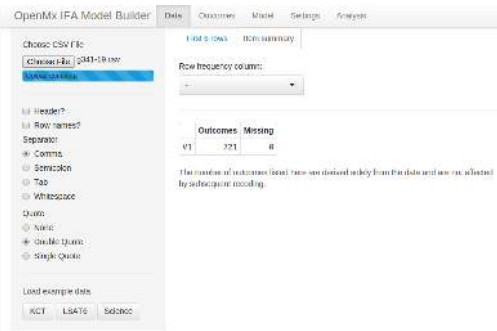 OpenMx IFA Model Builder Data Outcomes Model Settings Analysis
Choose CSV File
Choose File g341-19.csv
Upload complete
First 6 rows Item summary
Row frequency column:
-
Header?
Row names?
Separator
Comma
Semicolon
Tab
Whitespace
Quote
None
Double Quote
Single Quote
Outcomes Missing
V1 721 0
The number of outcomes listed here are derived solely from the data and are not affected
by subsequent recoding.
Load example data
KCT LSAT6 Science